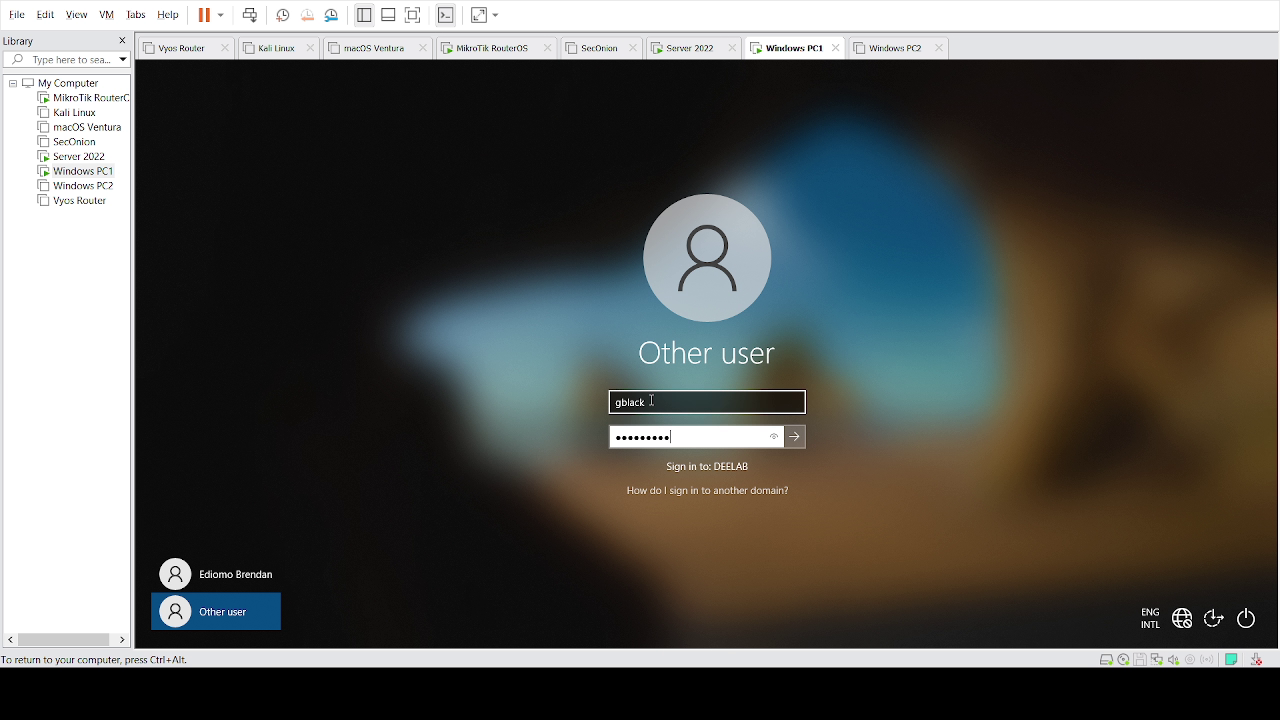 File Edit View VM Tabs Help
Library
Type here to sea...
Vyos Router Kali Linux macOS Ventura MikroTik RouterOS SecOnion Server 2022 Windows PC1 Windows PC2
My Computer
MikroTik RouterO
Kali Linux
macOS Ventura
SecOnion
Server 2022
Windows PC1
Windows PC2
Vyos Router
Other user
gblack
•••••••••
Sign in to: DEELAB
How do I sign in to another domain?
Ediomo Brendan
Other user
ENG
INTL
To return to your computer, press Ctrl+Alt.